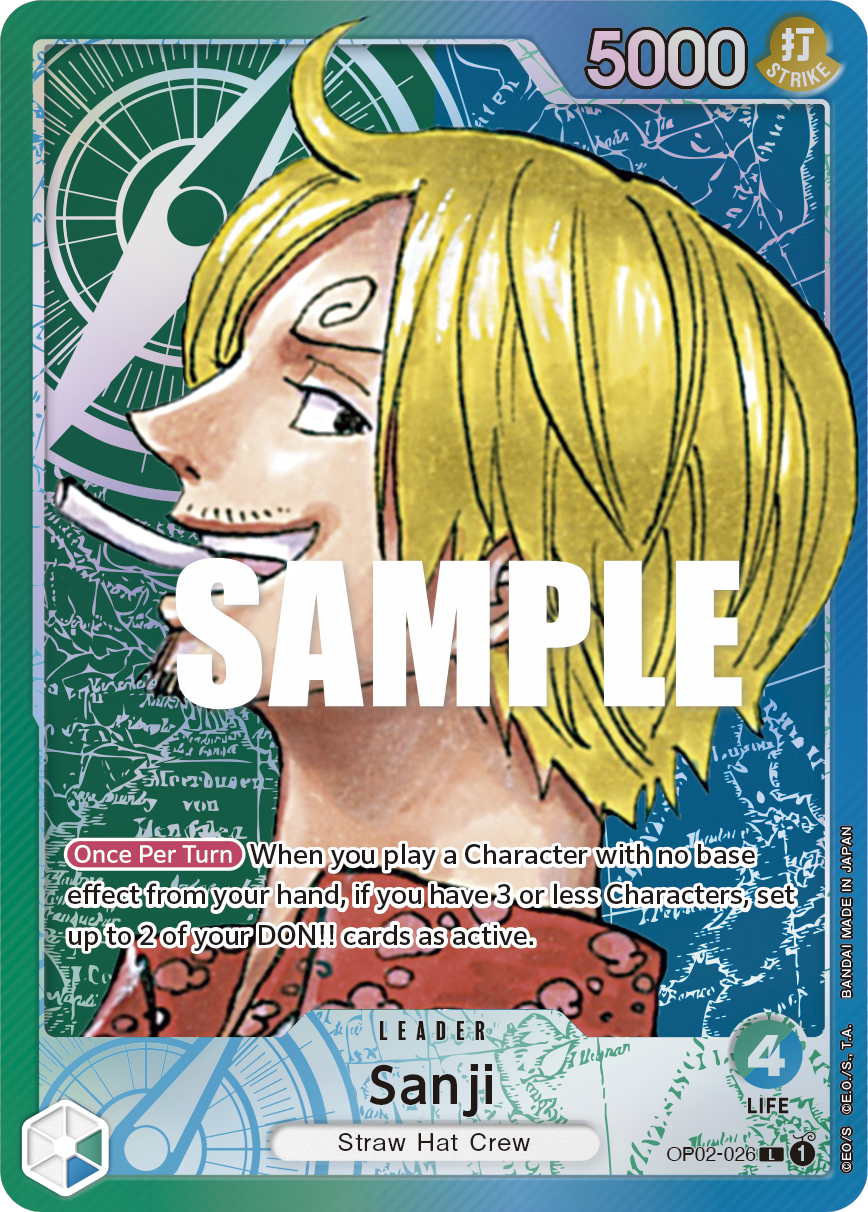 5000
打
STRIKE
SAMPLE
Meerbusen
von
Once Per Turn When you play a Character with no base
effect from your hand, if you have 3 or less Characters, set
up to 2 of your DON!! cards as active.
LEADER
Sanji
Straw Hat Crew
4
LIFE
OP02-026 L 1
©EO/S ©E.O./S., T.A. BANDAI MADE IN JAPAN